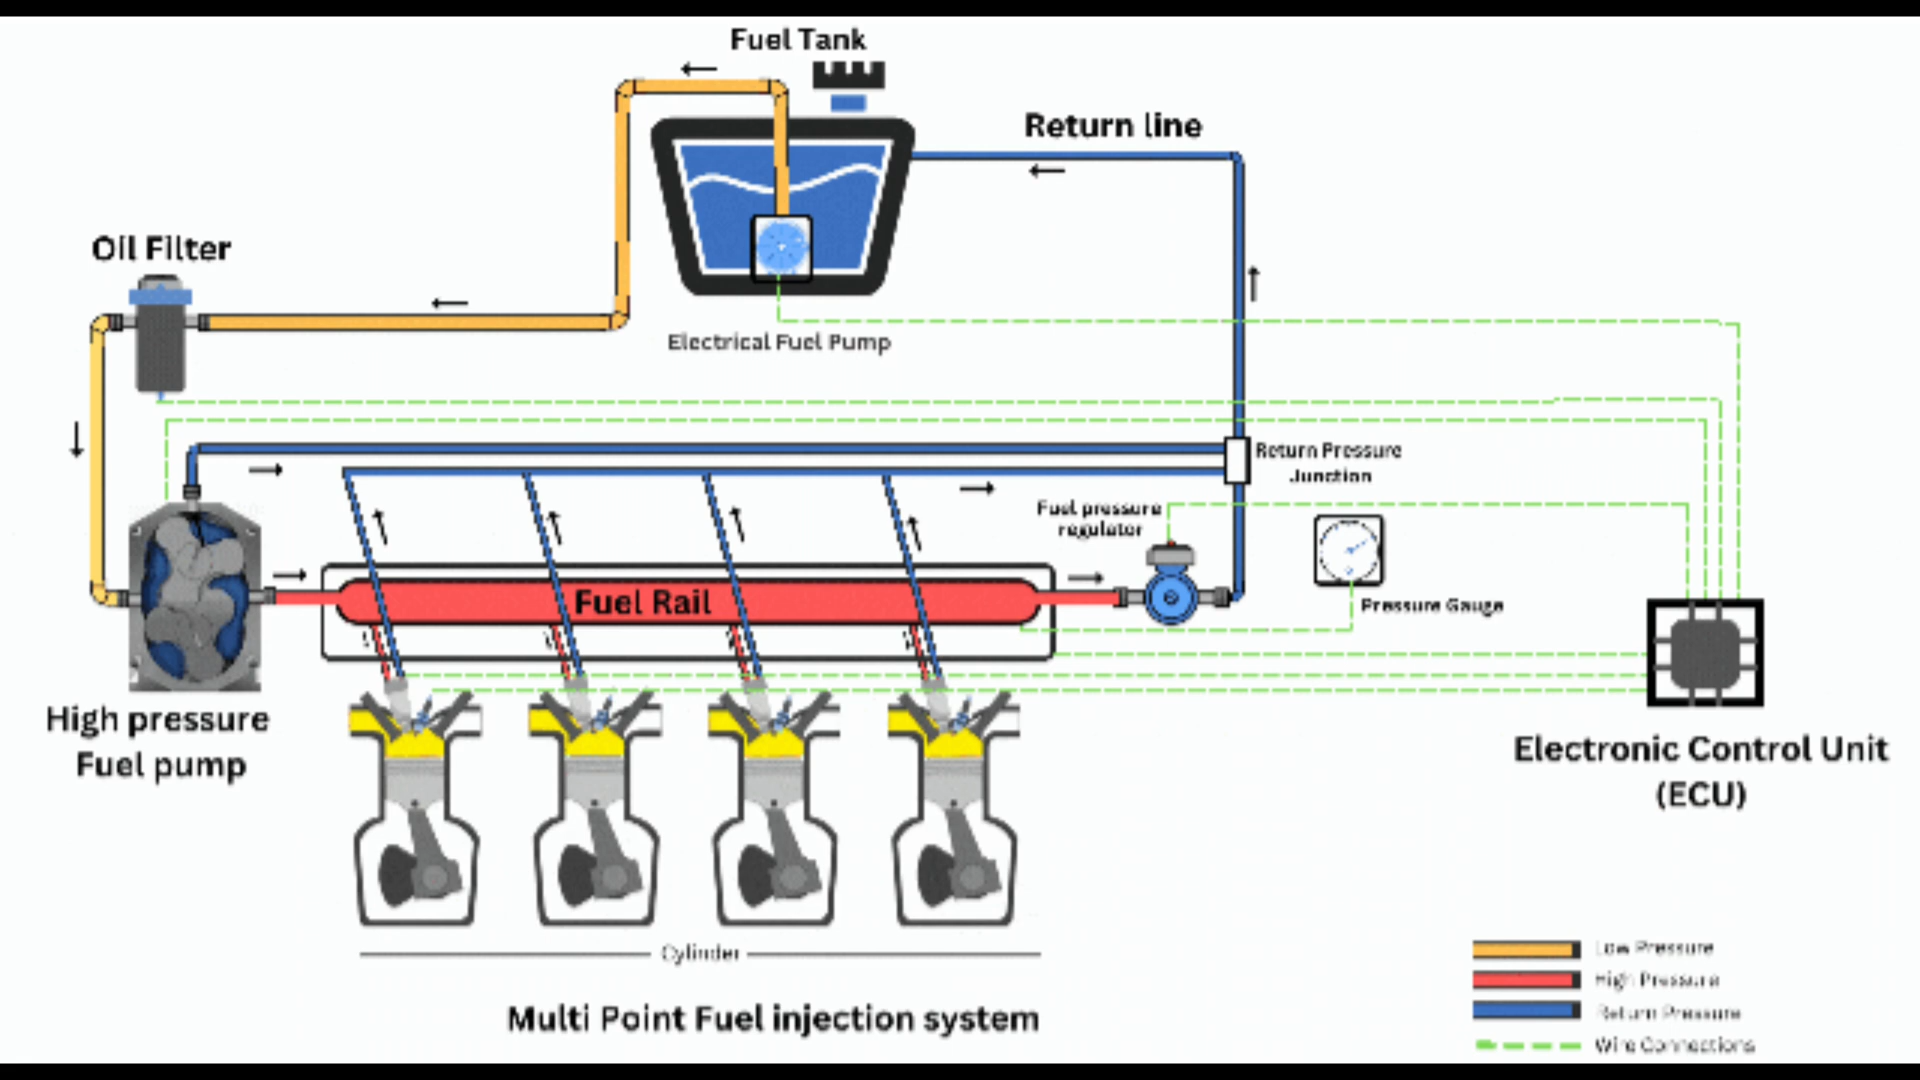 Fuel Tank
Return line
Oil Filter
Electrical Fuel Pump
Return Pressure
Junction
Fuel pressure
regulator
Fuel Rail
Pressure Gauge
High pressure
Fuel pump
Electronic Control Unit
(ECU)
Cylinder
Multi Point Fuel injection system
Low Pressure
High Pressure
Return Pressure
Wire Connections